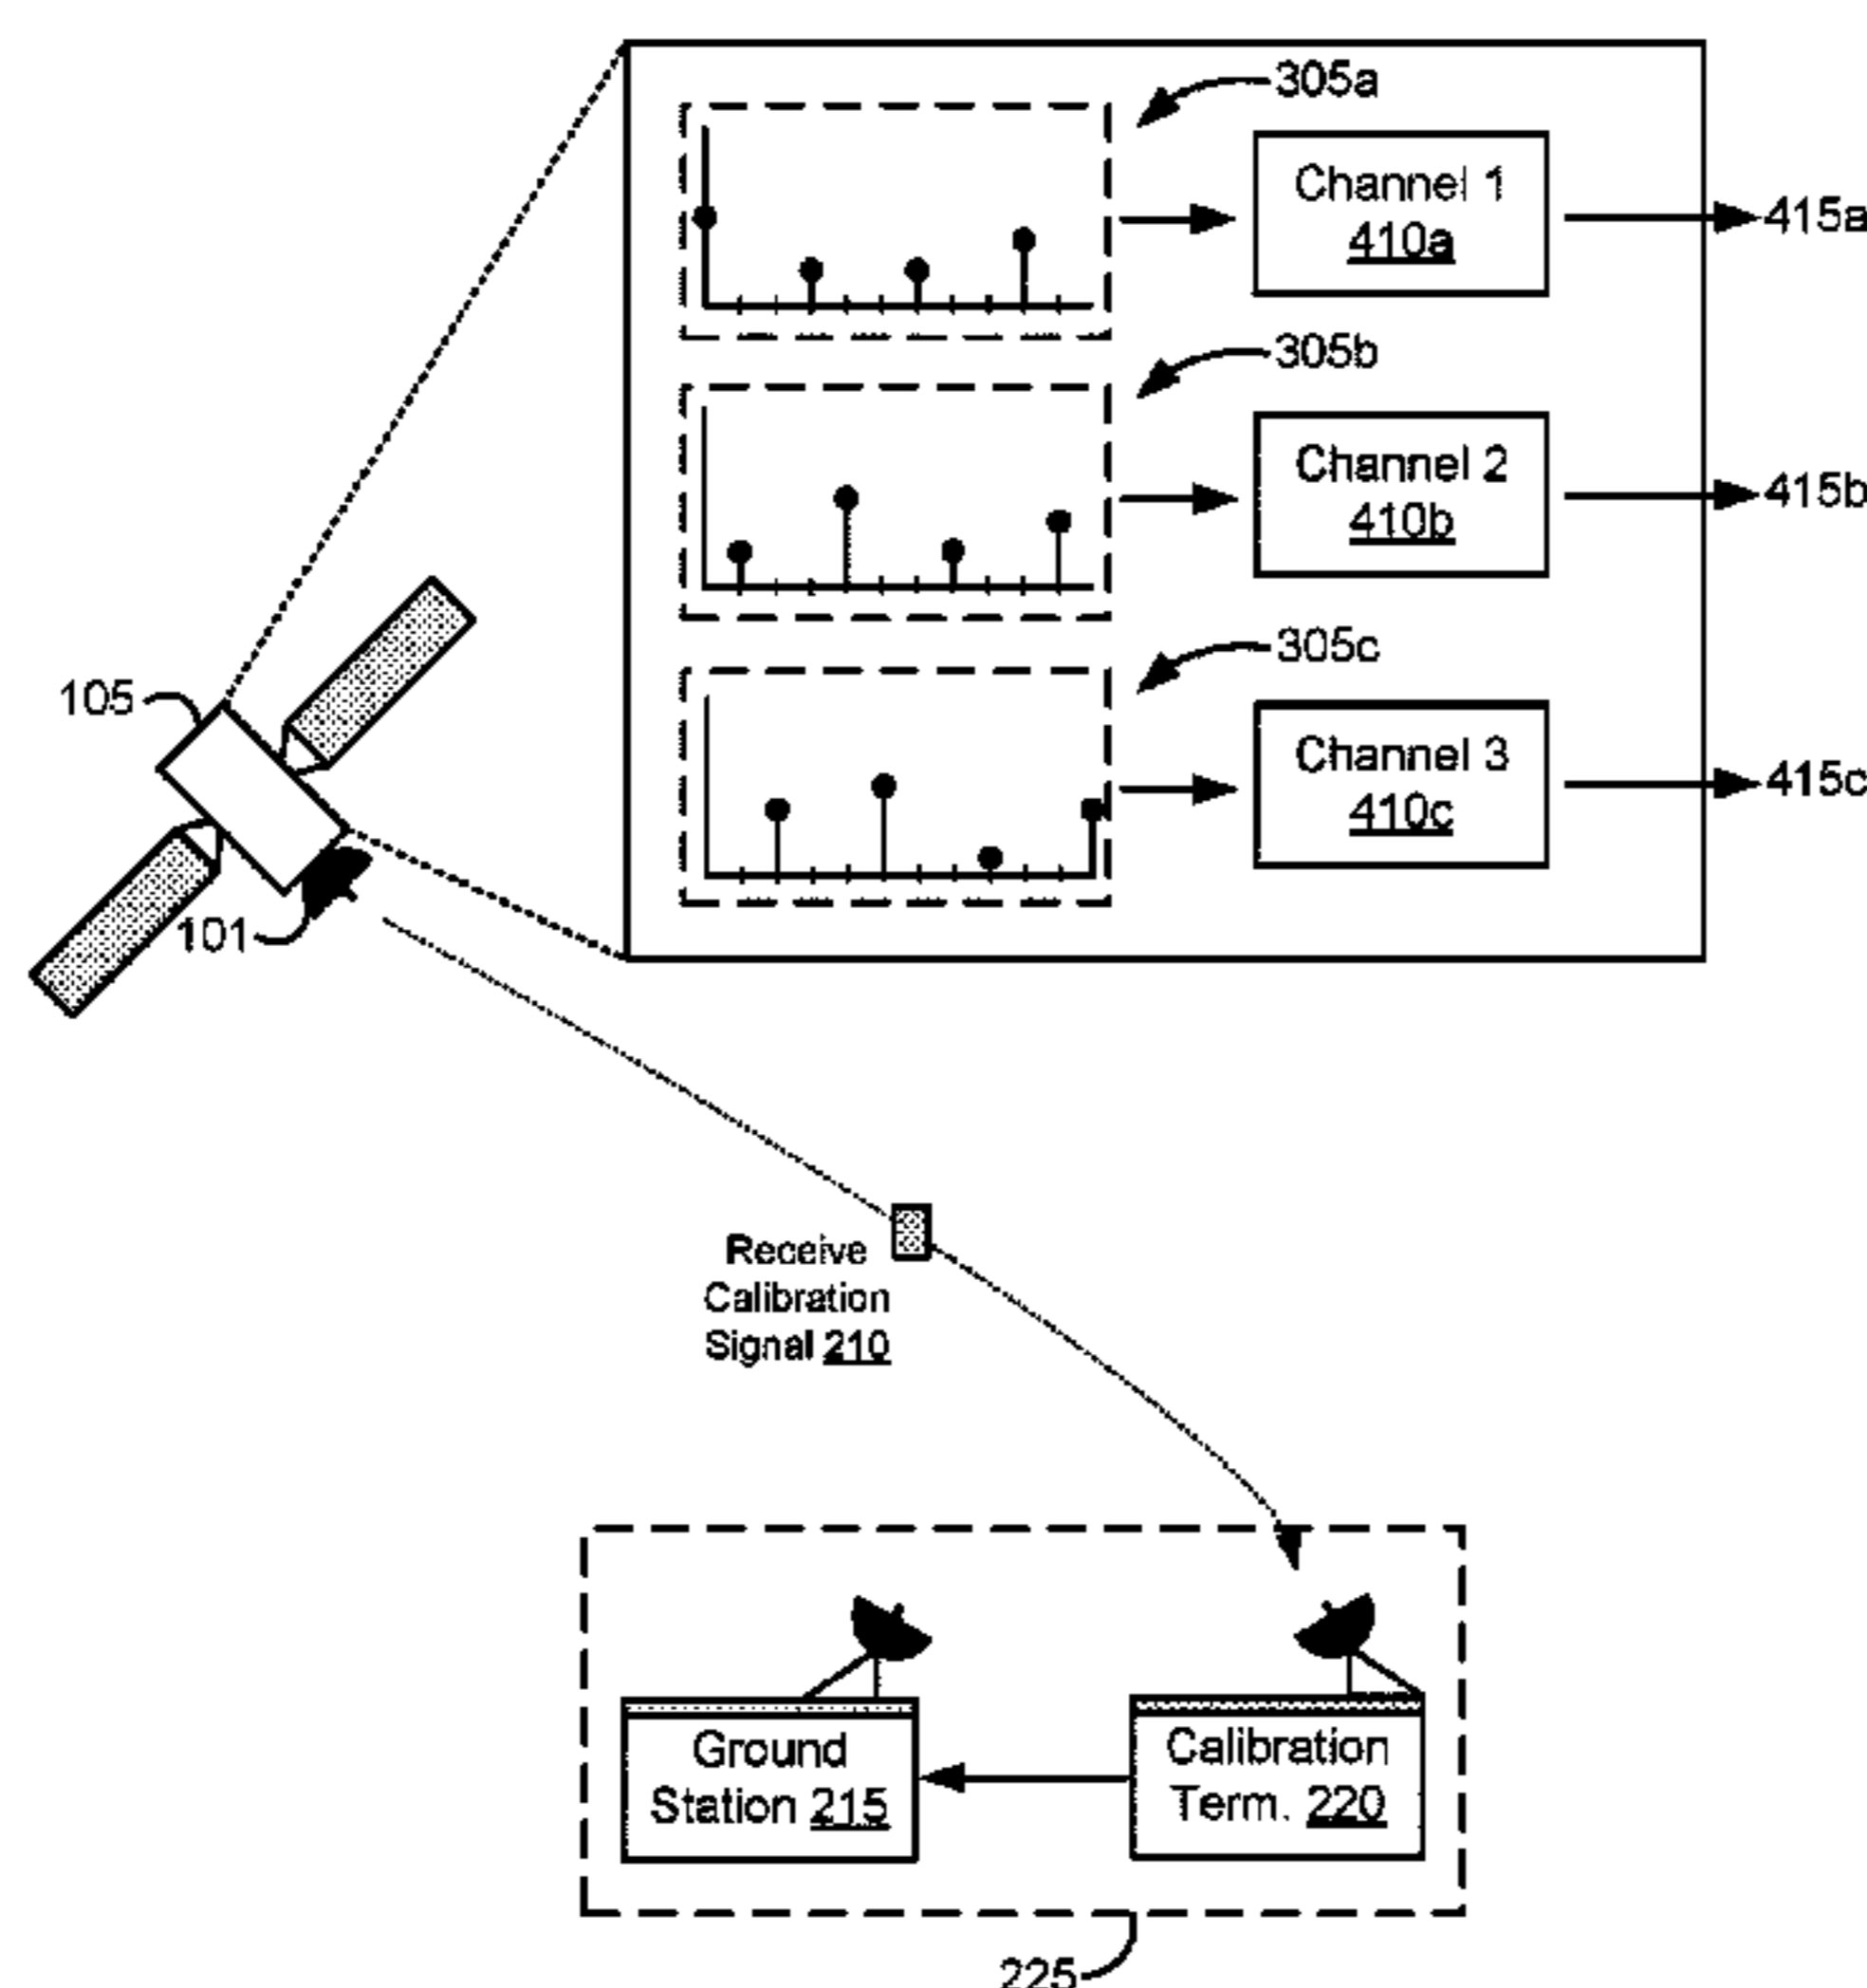 305a
Channel 1
410a
415a
305b
Channel 2
410b
415b
305c
105
Channel 3
410c
415c
101
Receive
Calibration
Signal 210
Ground
Station 215
Calibration
Term. 220
225